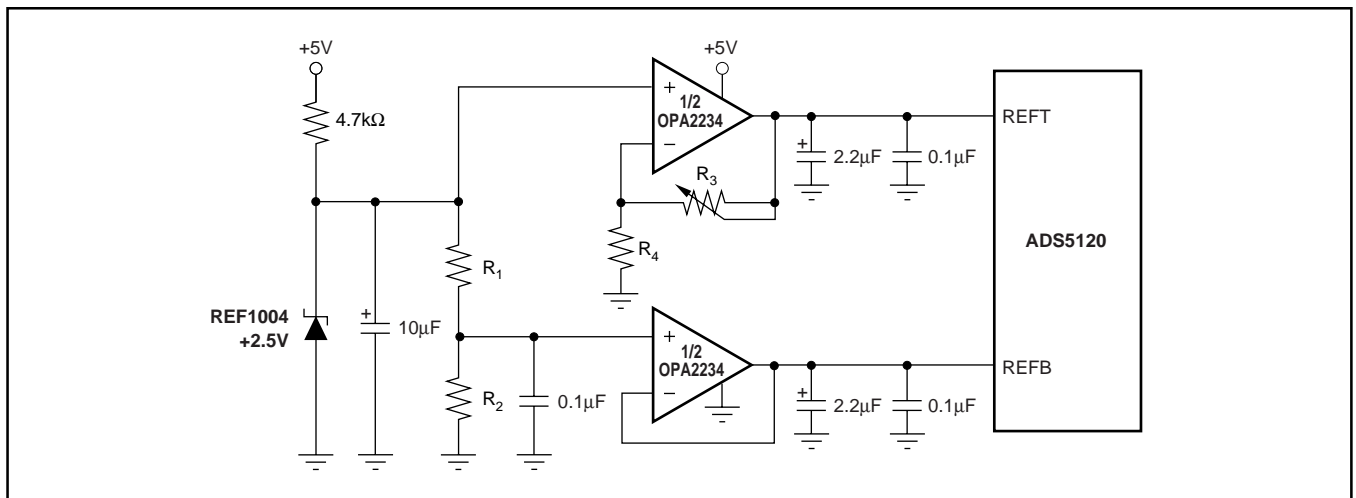 +5V
4.7kΩ
REF1004
+2.5V
+
10µF
R1
R2
0.1µF
+5V
+
1/2
OPA2234
−
R3
R4
+
2.2µF
0.1µF
REFT
ADS5120
+
1/2
OPA2234
−
+
2.2µF
0.1µF
REFB